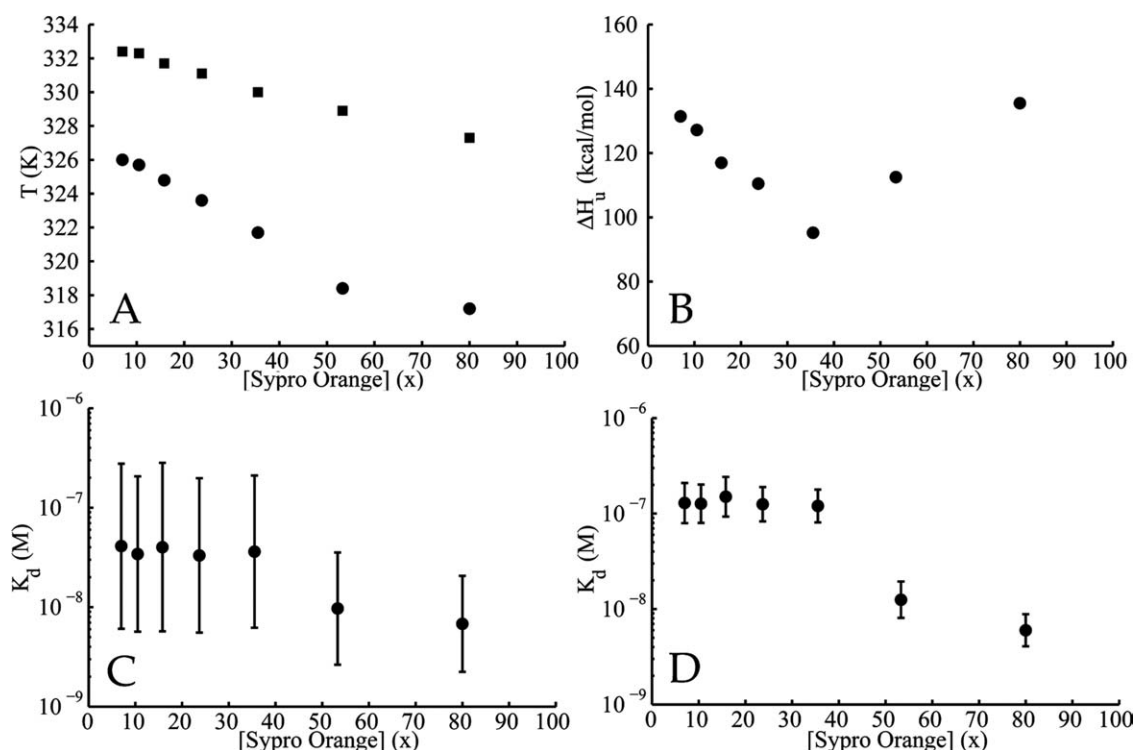 334
332
330
328
326
324
322
320
318
316
T (K)
A
0 10 20 30 40 50 60 70 80 90 100
[Sypro Orange] (x)
160
140
120
100
80
60
ΔH_u (kcal/mol)
B
0 10 20 30 40 50 60 70 80 90 100
[Sypro Orange] (x)
10⁻⁶
10⁻⁷
10⁻⁸
10⁻⁹
K_d (M)
C
0 10 20 30 40 50 60 70 80 90 100
[Sypro Orange] (x)
10⁻⁶
10⁻⁷
10⁻⁸
10⁻⁹
K_d (M)
D
0 10 20 30 40 50 60 70 80 90 100
[Sypro Orange] (x)